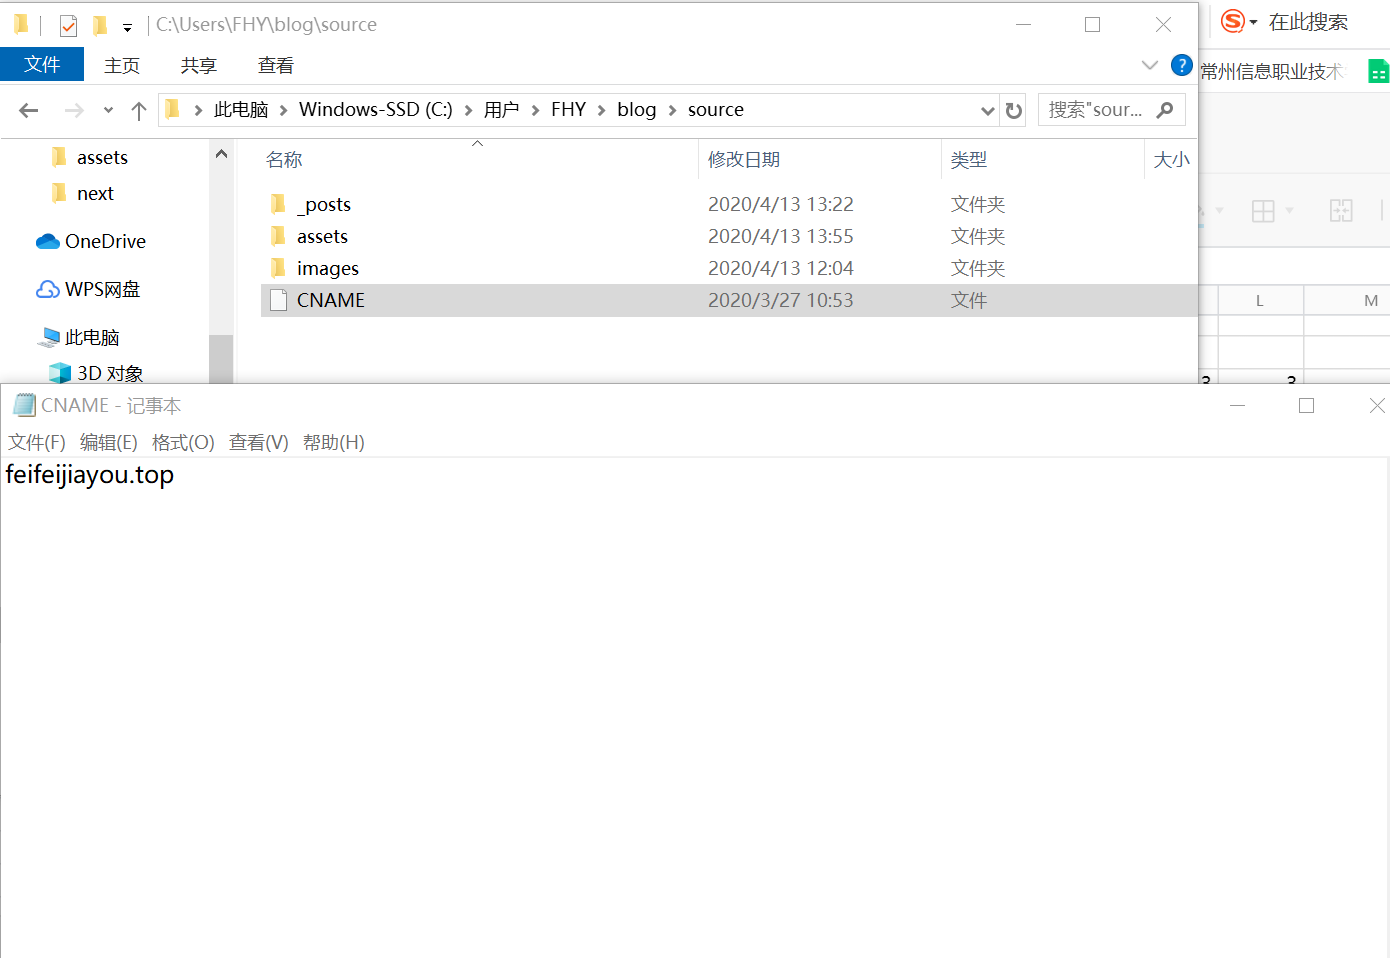 C:\Users\FHY\blog\source
在此搜索
文件 主页 共享 查看
常州信息职业技术
此电脑 Windows-SSD (C:) 用户 FHY blog source
搜索"sour...
assets
next
OneDrive
WPS网盘
此电脑
3D 对象
名称 修改日期 类型 大小
_posts 2020/4/13 13:22 文件夹
assets 2020/4/13 13:55 文件夹
images 2020/4/13 12:04 文件夹
CNAME 2020/3/27 10:53 文件
L M
3 3
CNAME - 记事本
文件(F) 编辑(E) 格式(O) 查看(V) 帮助(H)
feifeijiayou.top